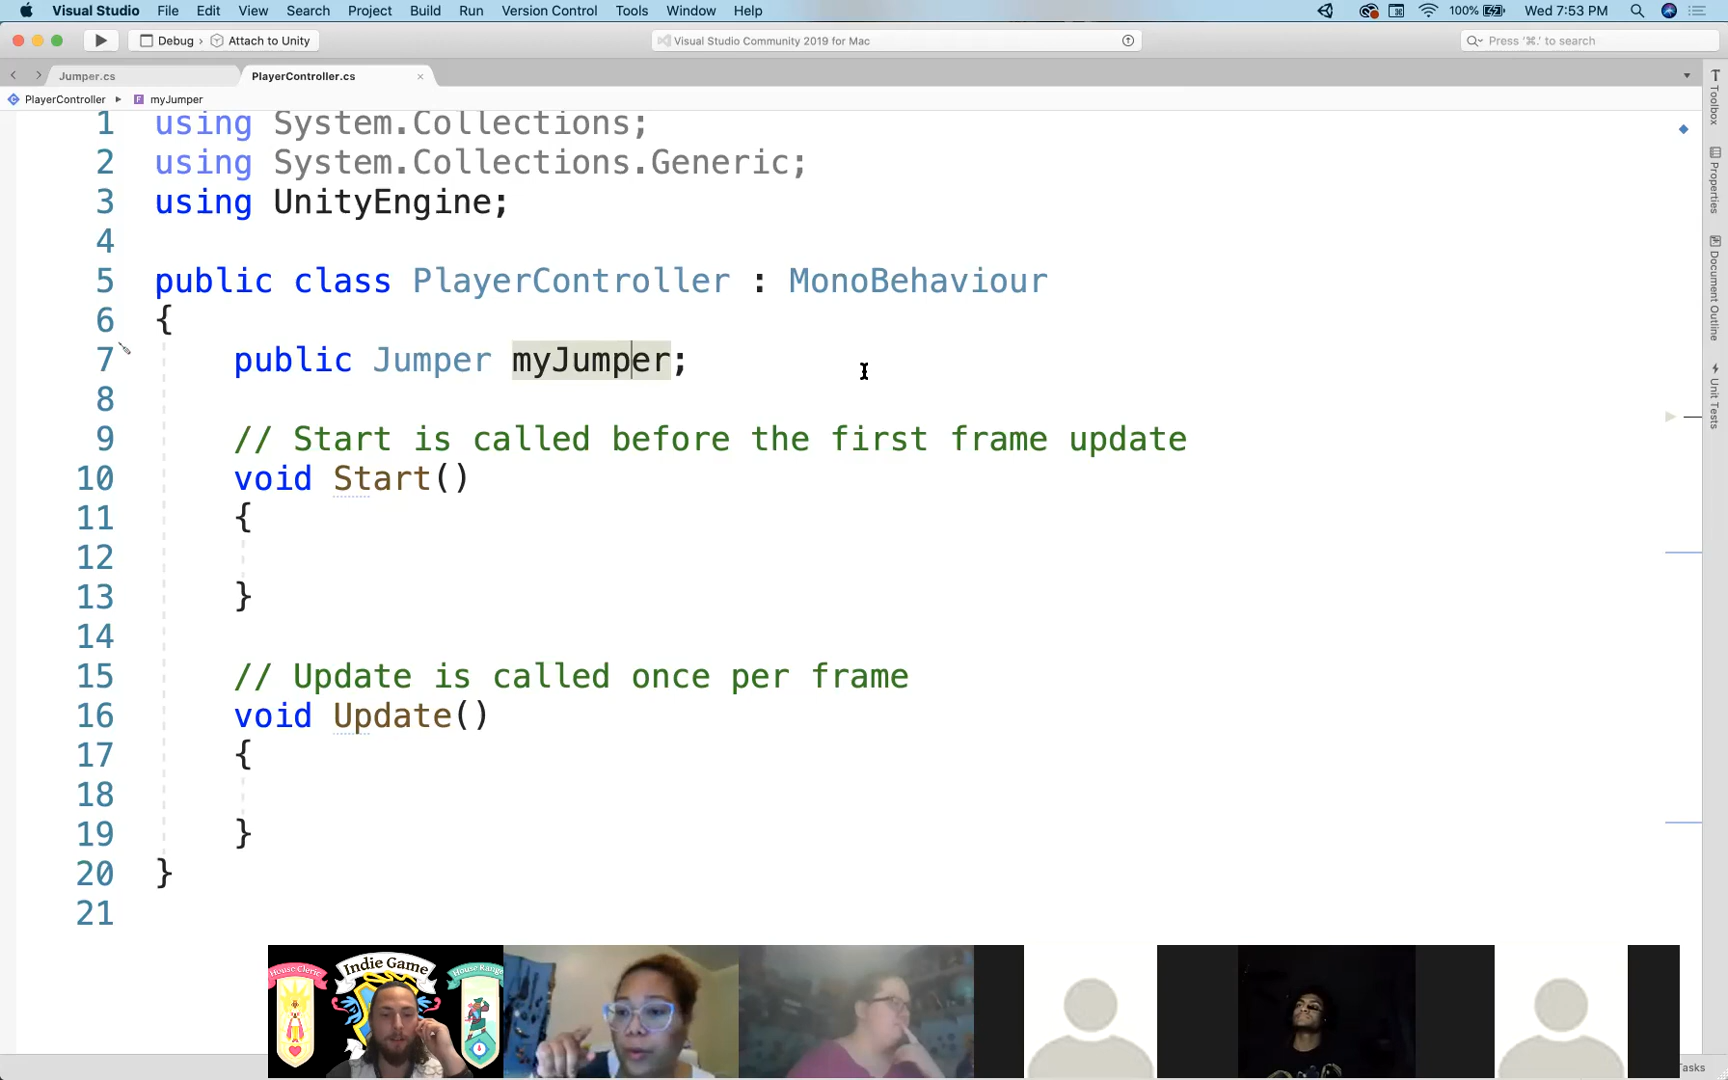 Visual Studio File Edit View Search Project Build Run Version Control Tools Window Help 100% Wed 7:53 PM
Debug › Attach to Unity Visual Studio Community 2019 for Mac Press '⌘.' to search
Jumper.cs PlayerController.cs
PlayerController myJumper
1 using System.Collections;
2 using System.Collections.Generic;
3 using UnityEngine;
4
5 public class PlayerController : MonoBehaviour
6 {
7 public Jumper myJumper;
8
9 // Start is called before the first frame update
10 void Start()
11 {
12
13 }
14
15 // Update is called once per frame
16 void Update()
17 {
18
19 }
20 }
21
Toolbox
Properties
Document Outline
Unit Tests
House Cleric
Indie Game
House Range
Tasks